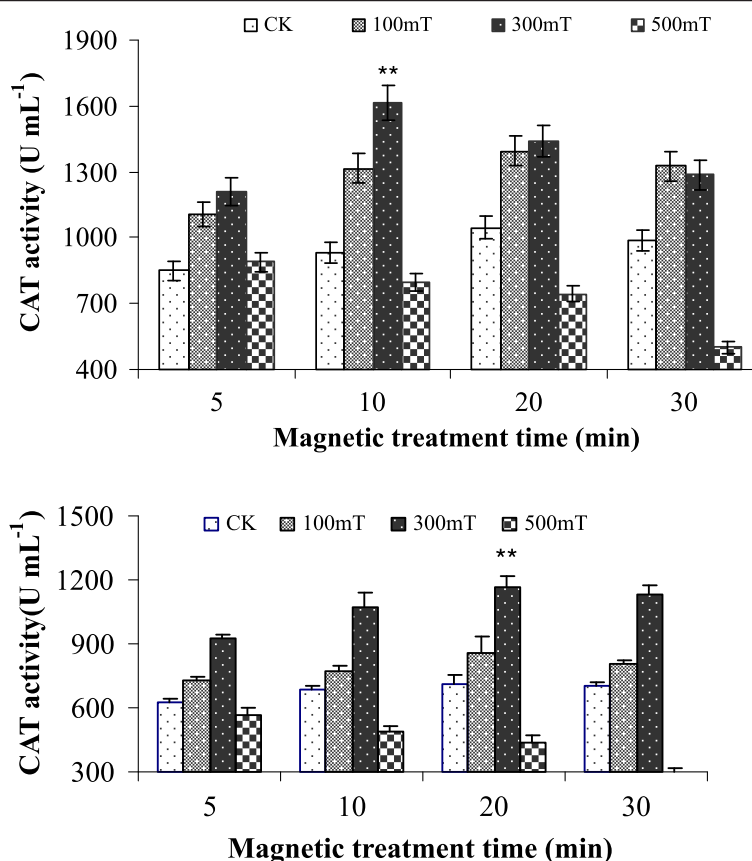 CK 100mT 300mT 500mT
1900
**
1600
1300
1000
700
400
CAT activity (U mL-1)
5 10 20 30
Magnetic treatment time (min)
1500
CK 100mT 300mT 500mT
**
1200
900
600
300
CAT activity(U mL-1)
5 10 20 30
Magnetic treatment time (min)